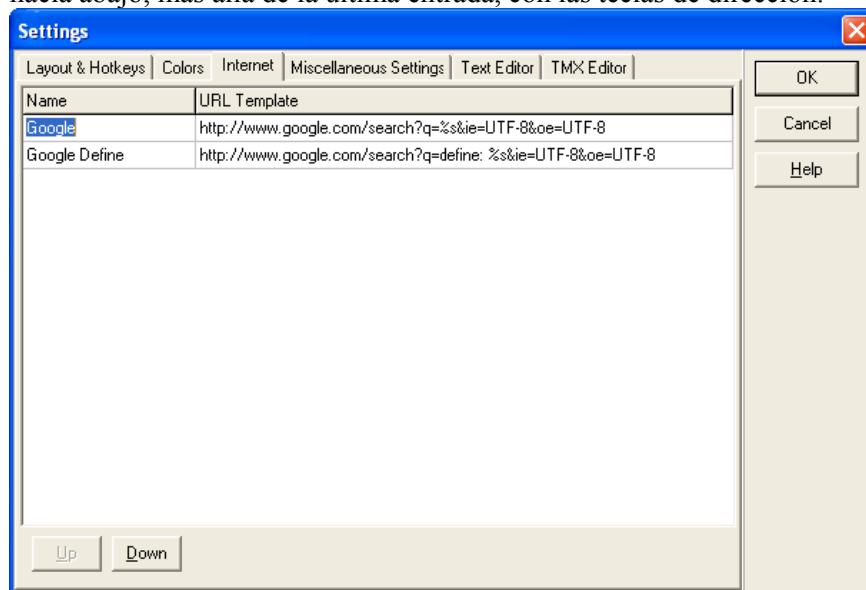 hacia abajo, más allá de la última entrada, con las teclas de dirección.
Settings
Layout & Hotkeys Colors Internet Miscellaneous Settings Text Editor TMX Editor
OK
Name URL Template
Google http://www.google.com/search?q=%s&ie=UTF-8&oe=UTF-8
Cancel
Google Define http://www.google.com/search?q=define: %s&ie=UTF-8&oe=UTF-8
Help
Up Down